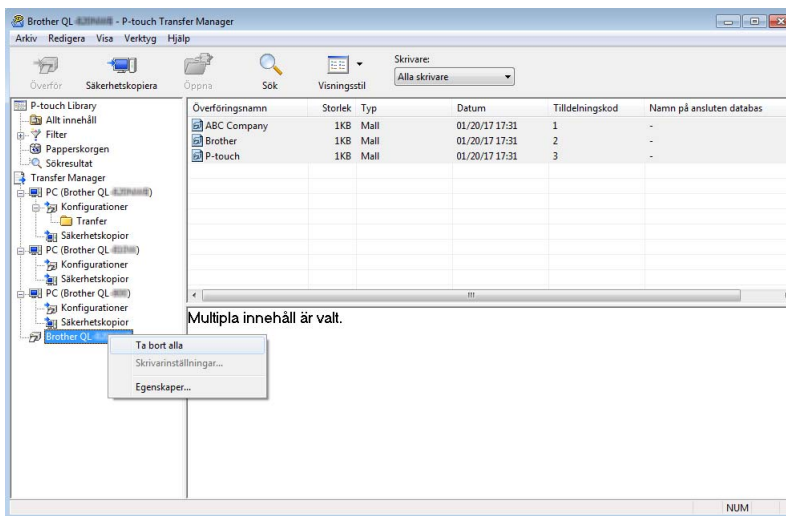 Brother QL - P-touch Transfer Manager
Arkiv Redigera Visa Verktyg Hjälp
Överför Säkerhetskopiera Öppna Sök Visningsstil
Skrivare:
Alla skrivare
P-touch Library
Allt innehåll
Filter
Papperskorgen
Sökresultat
Transfer Manager
PC (Brother QL )
Konfigurationer
Tranfer
Säkerhetskopior
PC (Brother QL )
Konfigurationer
Säkerhetskopior
PC (Brother QL )
Konfigurationer
Säkerhetskopior
Brother QL
Överföringsnamn Storlek Typ Datum Tilldelningskod Namn på ansluten databas
ABC Company 1KB Mall 01/20/17 17:31 1 -
Brother 1KB Mall 01/20/17 17:31 2 -
P-touch 1KB Mall 01/20/17 17:31 3 -
Multipla innehåll är valt.
Ta bort alla
Skrivarinställningar...
Egenskaper...
NUM